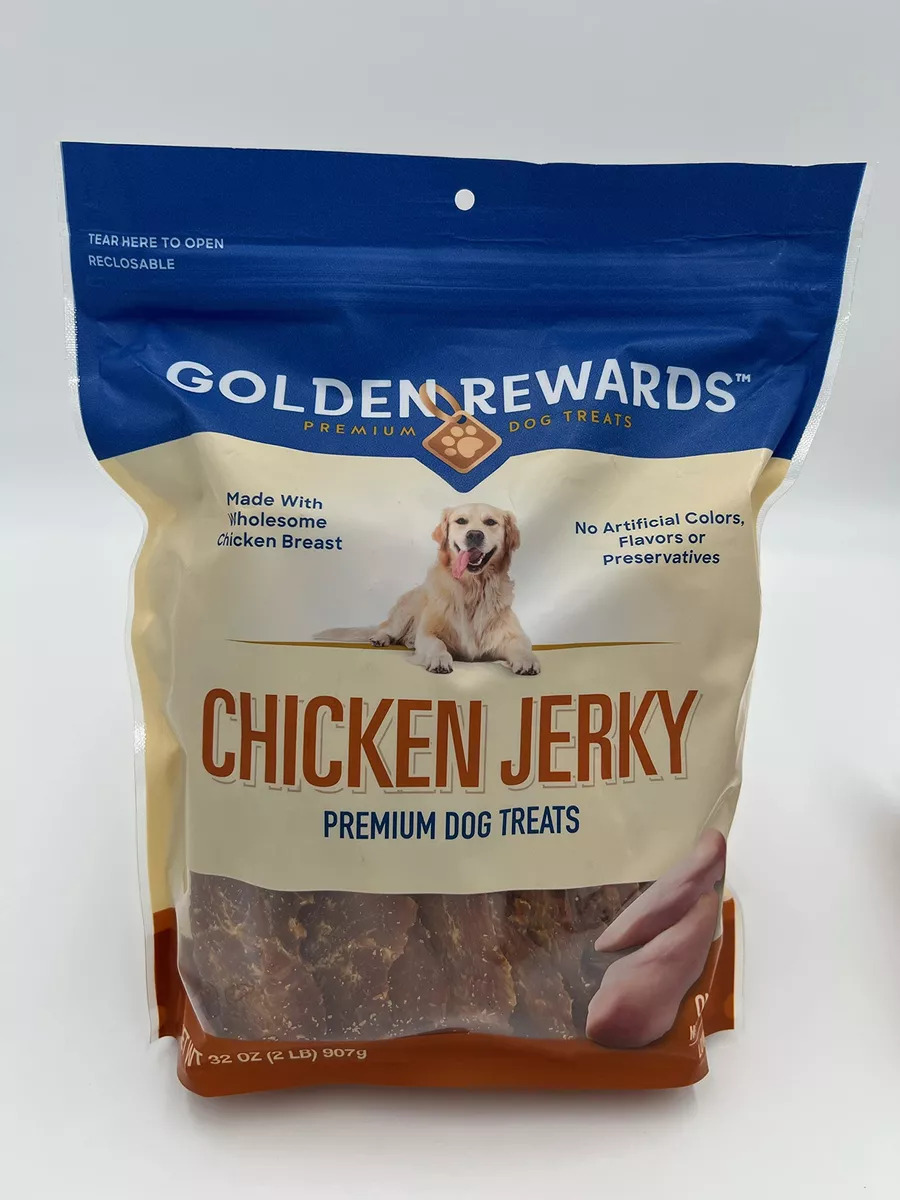 TEAR HERE TO OPEN
RECLOSABLE
GOLDEN REWARDS™
PREMIUM DOG TREATS
Made With
Wholesome
Chicken Breast
No Artificial Colors,
Flavors or
Preservatives
CHICKEN JERKY
PREMIUM DOG TREATS
WT 32 OZ (2 LB) 907g